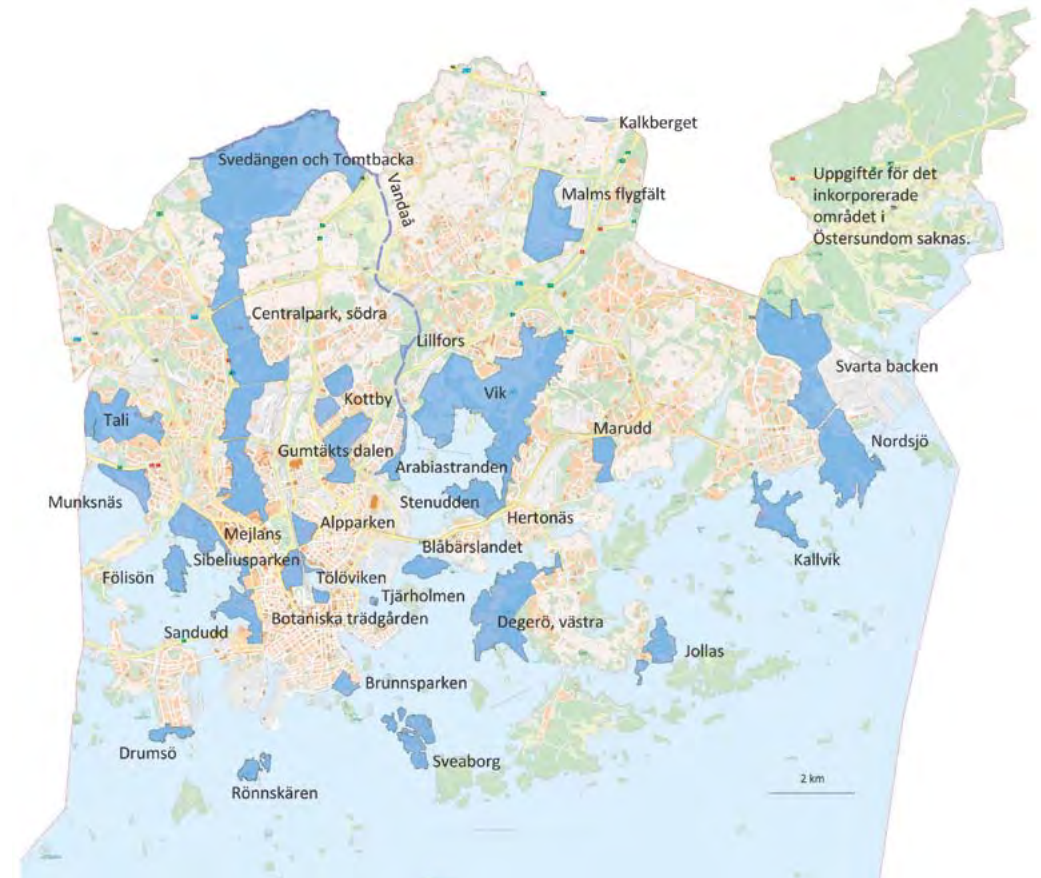 Kalkberget
Svedängen och Tomtbacka
Vandaå
Malms flygfält
Uppgifter för det
inkorporerade
området i
Östersundom saknas.
Centralpark, södra
Lillfors
Svarta backen
Vik
Kottby
Tali
Marudd
Nordsjö
Gumtäkts dalen
Arabiastranden
Munksnäs
Stenudden
Hertonäs
Alpparken
Mejlans
Blåbärslandet
Kallvik
Sibeliusparken
Fölisön
Tölöviken
Tjärholmen
Botaniska trädgården
Degerö, västra
Sandudd
Jollas
Brunnsparken
Drumsö
Sveaborg
2 km
Rönnskären